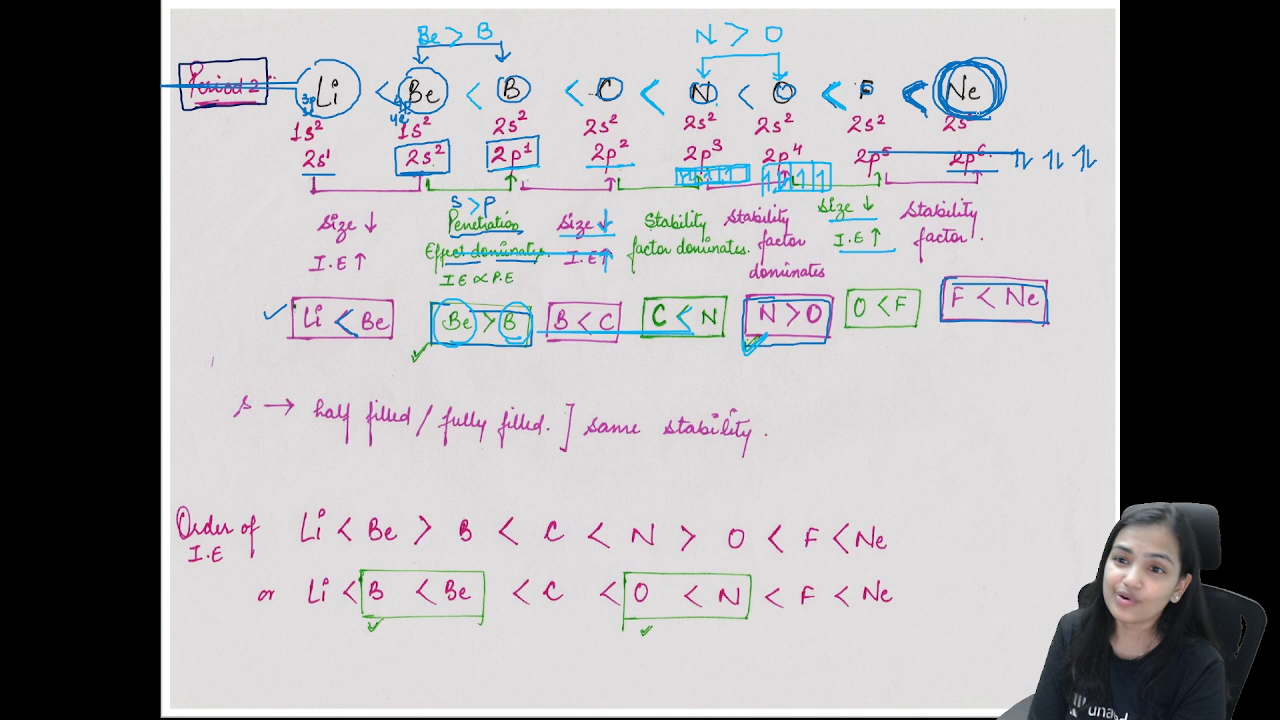 Be > B N > O
Period 2: Li < Be < B < C < N < O < F < Ne
1s² 1s² 2s² 2s² 2s² 2s² 2s² 2s
2s¹ 2s² 2p¹ 2p² 2p³ 2p⁴ 2p⁵ 2p⁶
s > p
Size ↓ Penetration Size ↓ Stability Stability Size ↓ Stability
I.E ↑ Effect dominates. I.E ↑ factor dominates. factor I.E ↑ factor.
I E ∝ P.E dominates
Li < Be Be > B B < C C < N N > O O < F F < Ne
s → half filled / fully filled. ] same stability.
Order of Li < Be > B < C < N > O < F < Ne
I.E
or Li < B < Be < C < O < N < F < Ne